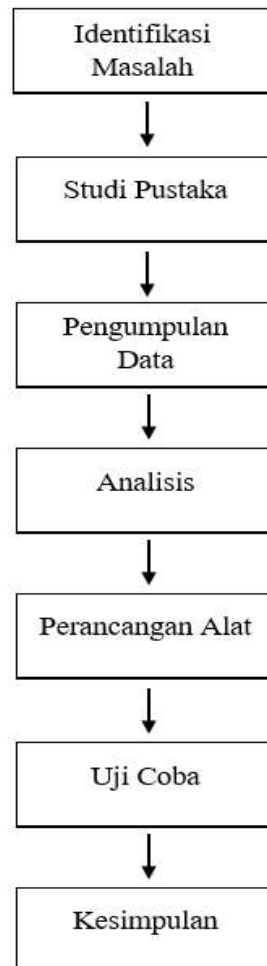 Identifikasi
Masalah
Studi Pustaka
Pengumpulan
Data
Analisis
Perancangan Alat
Uji Coba
Kesimpulan